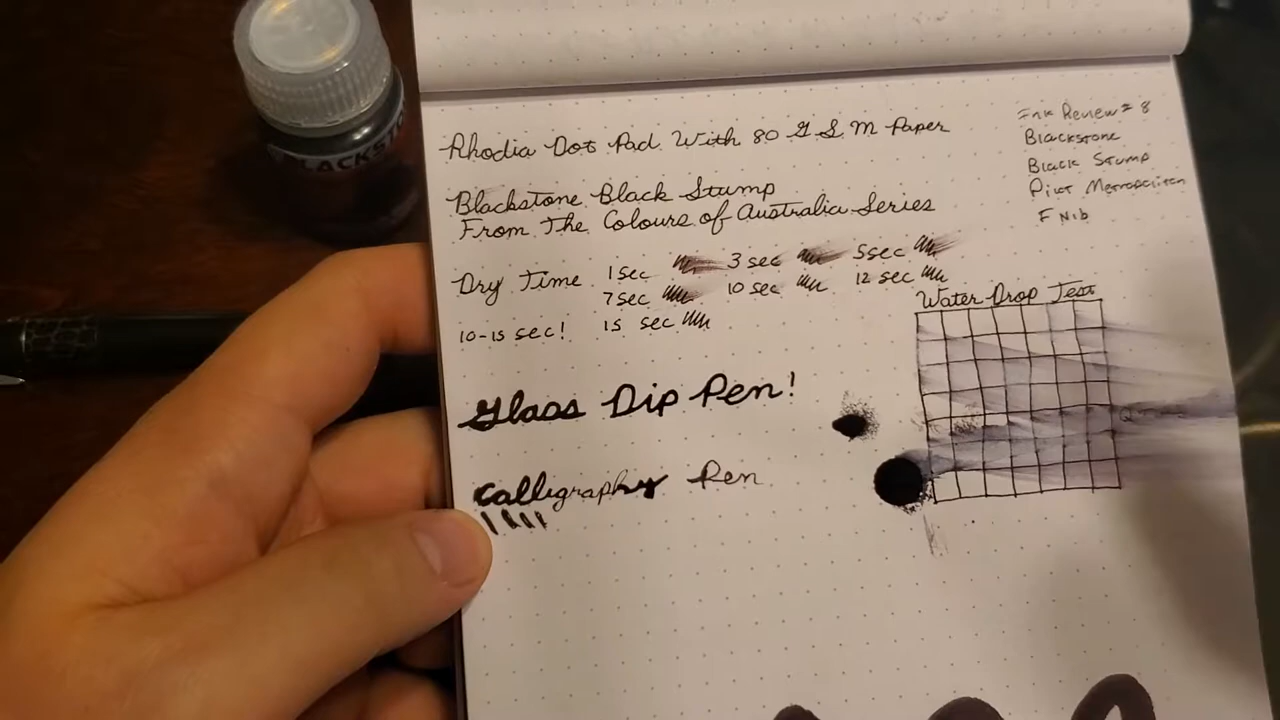 BLACKSTO
Rhodia Dot Pad With 80 G S M Paper
Ink Review # 8
Blackstone
Black Stump
Pilot Metropolitan
F Nib
Blackstone Black Stump
From The Colours of Australia Series
Dry Time 1 sec 3 sec 5 sec
7 sec 10 sec 12 sec
10-15 sec! 15 sec
Water Drop Test
Glass Dip Pen!
Calligraphy Pen